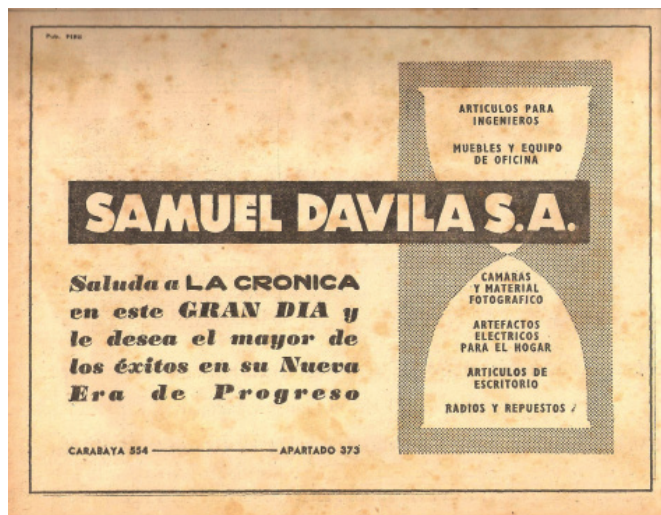 Pub. PERU
ARTICULOS PARA
INGENIEROS
MUEBLES Y EQUIPO
DE OFICINA
SAMUEL DAVILA S.A.
Saluda a LA CRONICA
en este GRAN DIA y
le desea el mayor de
los éxitos en su Nueva
Era de Progreso
CAMARAS
Y MATERIAL
FOTOGRAFICO
ARTEFACTOS
ELECTRICOS
PARA EL HOGAR
ARTICULOS DE
ESCRITORIO
RADIOS Y REPUESTOS
CARABAYA 554 APARTADO 373